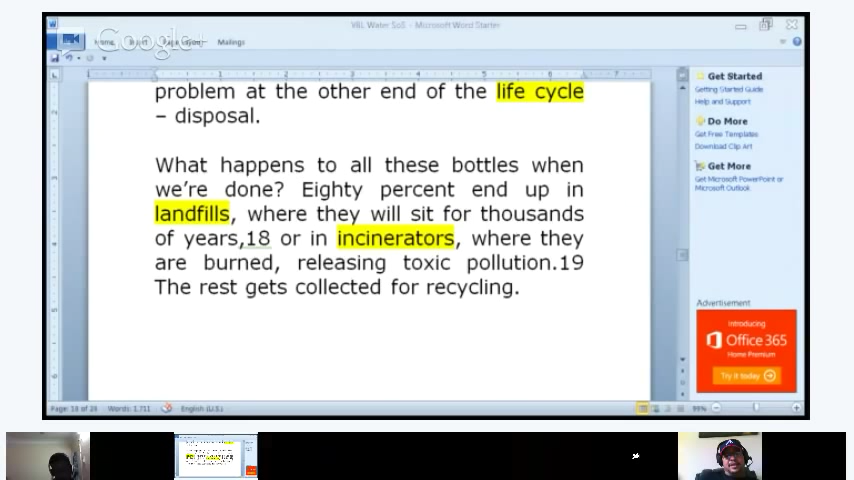 VBL Water SoS - Microsoft Word Starter
Google+
Home Insert Page Layout Mailings
problem at the other end of the life cycle
– disposal.
What happens to all these bottles when
we're done? Eighty percent end up in
landfills, where they will sit for thousands
of years,18 or in incinerators, where they
are burned, releasing toxic pollution.19
The rest gets collected for recycling.
Get Started
Getting Started Guide
Help and Support
Do More
Get Free Templates
Download Clip Art
Get More
Get Microsoft PowerPoint or
Microsoft Outlook
Advertisement
Introducing
Office 365
Home Premium
Try it today
Page: 18 of 28 Words: 1,711 English (U.S.)
99%